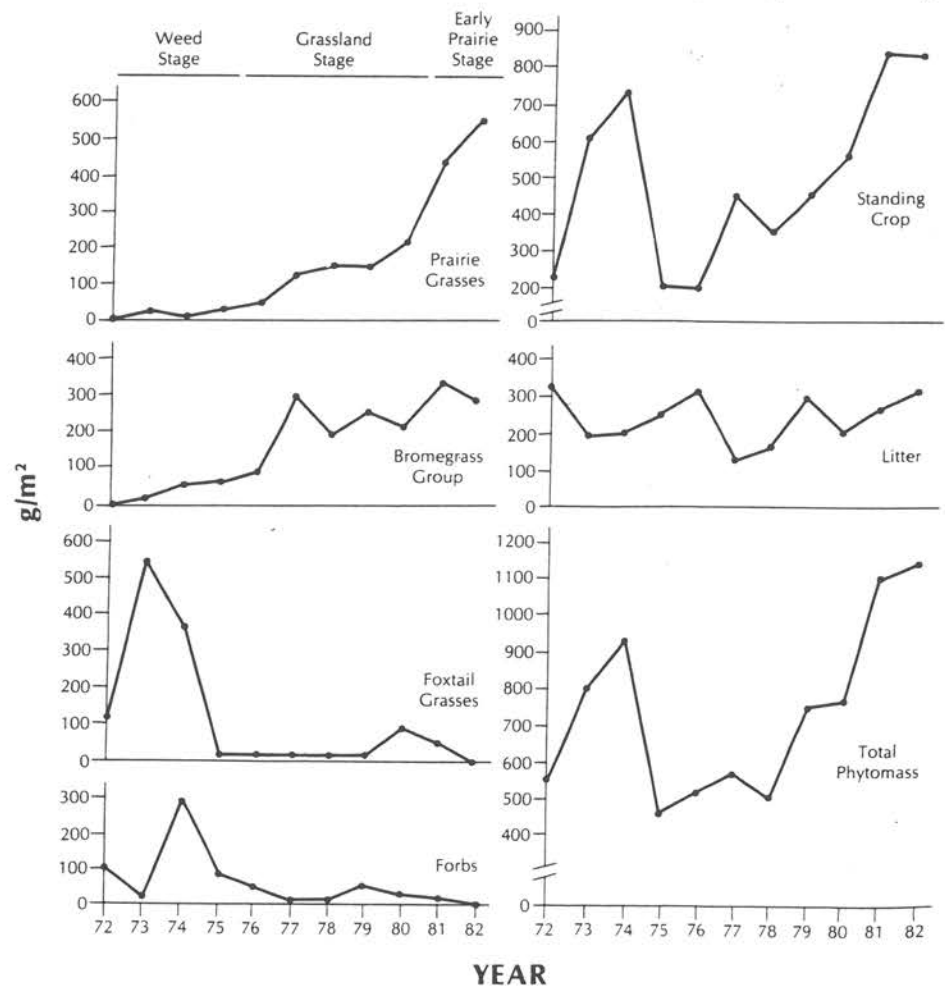 Weed
Stage
Grassland
Stage
Early
Prairie
Stage
600
500
400
200
100
0
Prairie
Grasses
400
300
200
100
0
Bromegrass
Group
g/m²
600
500
400
300
200
100
0
Foxtail
Grasses
300
200
100
0
Forbs
72 73 74 75 76 77 78 79 80 81 82
900
800
700
600
500
400
300
200
0
Standing
Crop
400
300
200
100
0
Litter
1200
1100
1000
900
800
700
600
500
400
0
Total
Phytomass
72 73 74 75 76 77 78 79 80 81 82
YEAR